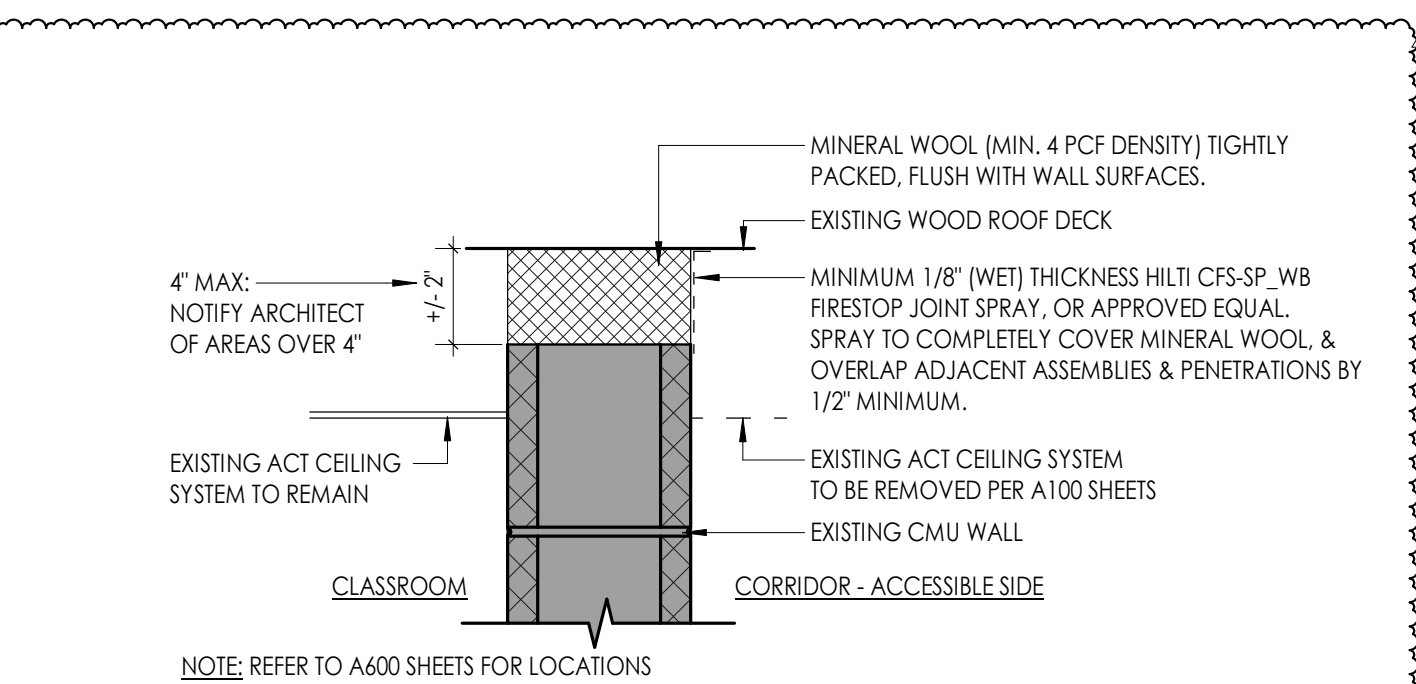 MINERAL WOOL (MIN. 4 PCF DENSITY) TIGHTLY
PACKED, FLUSH WITH WALL SURFACES.
EXISTING WOOD ROOF DECK
4" MAX:
NOTIFY ARCHITECT
OF AREAS OVER 4"
+/- 2"
MINIMUM 1/8" (WET) THICKNESS HILTI CFS-SP_WB
FIRESTOP JOINT SPRAY, OR APPROVED EQUAL.
SPRAY TO COMPLETELY COVER MINERAL WOOL, &
OVERLAP ADJACENT ASSEMBLIES & PENETRATIONS BY
1/2" MINIMUM.
EXISTING ACT CEILING
SYSTEM TO REMAIN
EXISTING ACT CEILING SYSTEM
TO BE REMOVED PER A100 SHEETS
EXISTING CMU WALL
CLASSROOM
CORRIDOR - ACCESSIBLE SIDE
NOTE: REFER TO A600 SHEETS FOR LOCATIONS